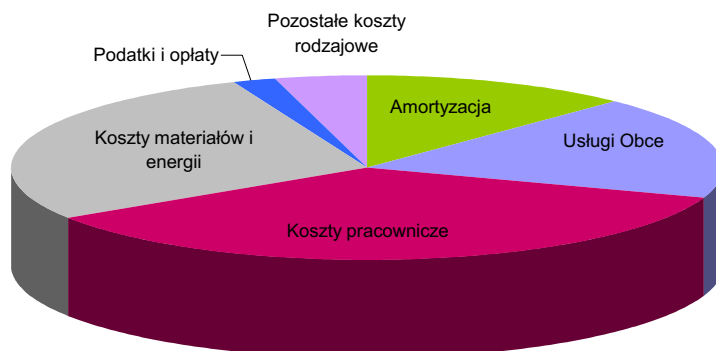 Pozostałe koszty
rodzajowe
Podatki i opłaty
Amortyzacja
Koszty materiałów i
energii
Usługi Obce
Koszty pracownicze